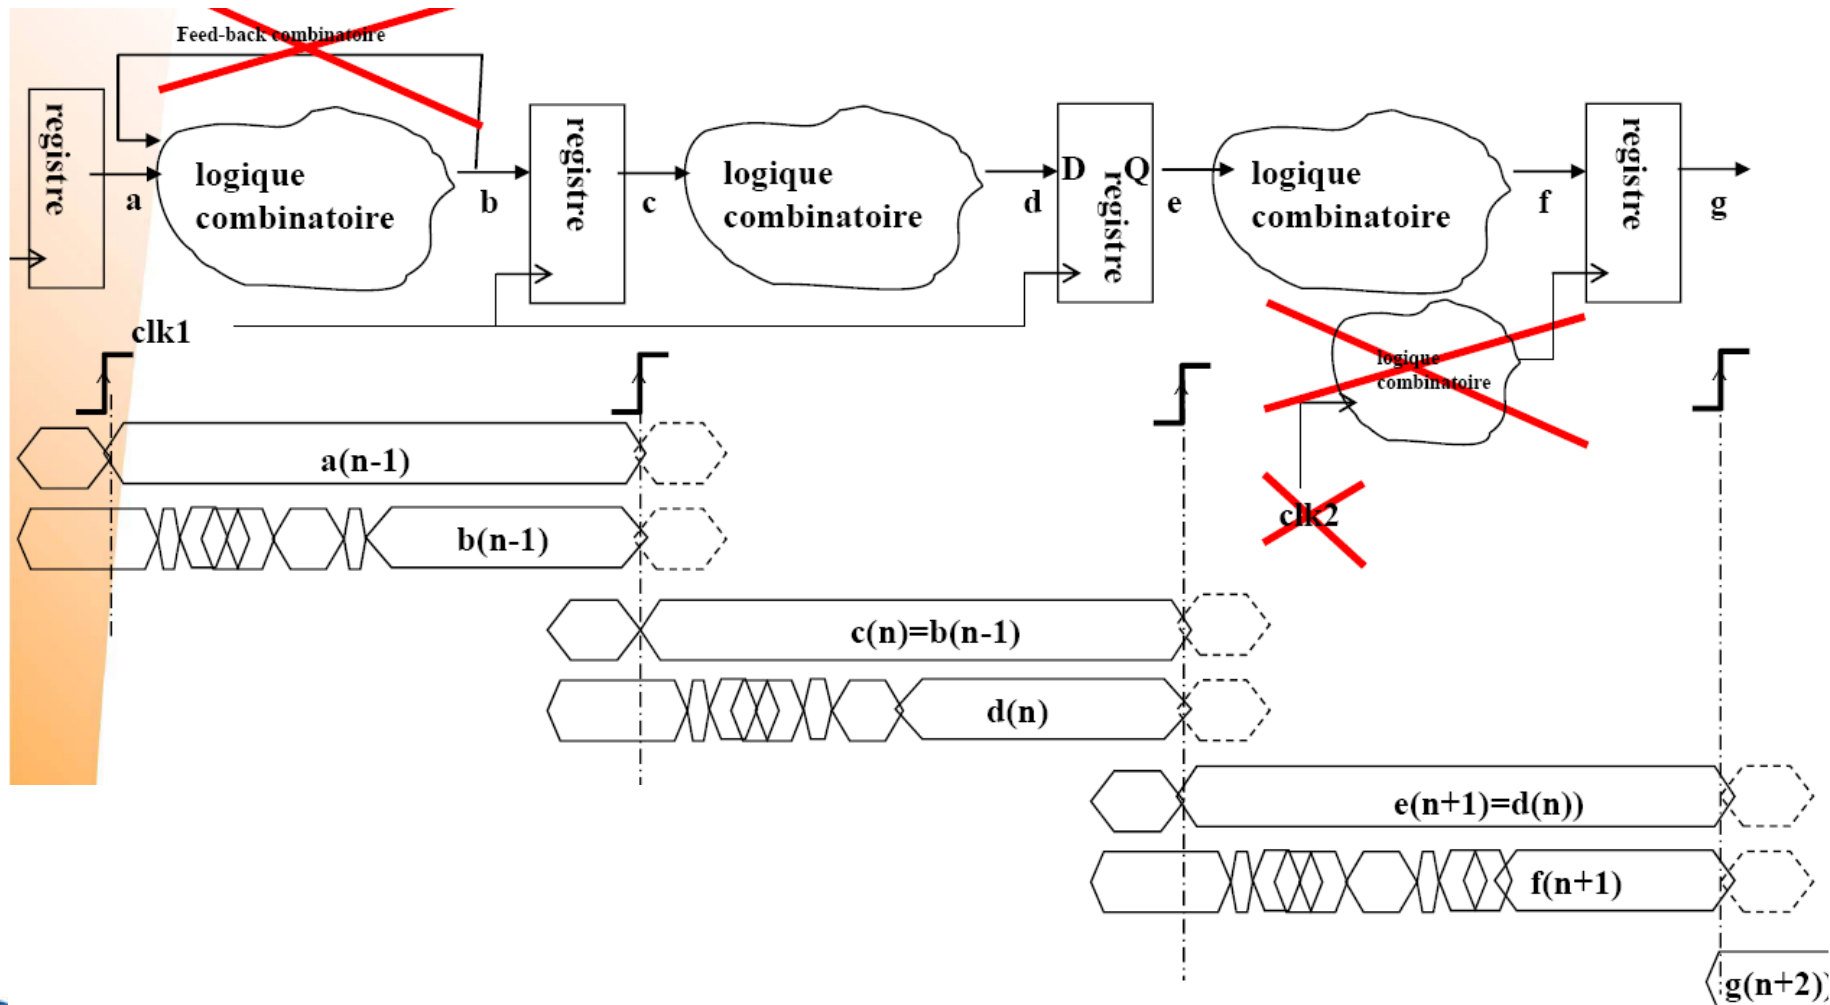 Feed-back combinatoire
registre
a
logique
combinatoire
b
registre
c
logique
combinatoire
d
D Q
registre
e
logique
combinatoire
f
registre
g
clk1
logique
combinatoire
clk2
a(n-1)
b(n-1)
c(n)=b(n-1)
d(n)
e(n+1)=d(n))
f(n+1)
g(n+2))